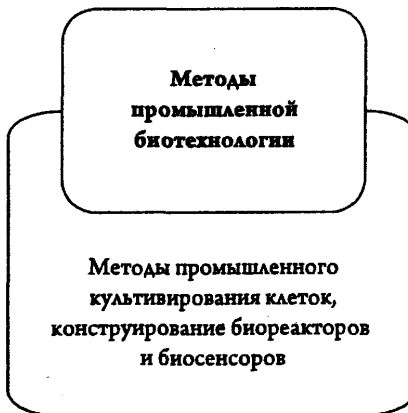 Методы
промышленной
биотехнологии
Методы промышленного
культивирования клеток,
конструирование биореакторов
и биосенсоров